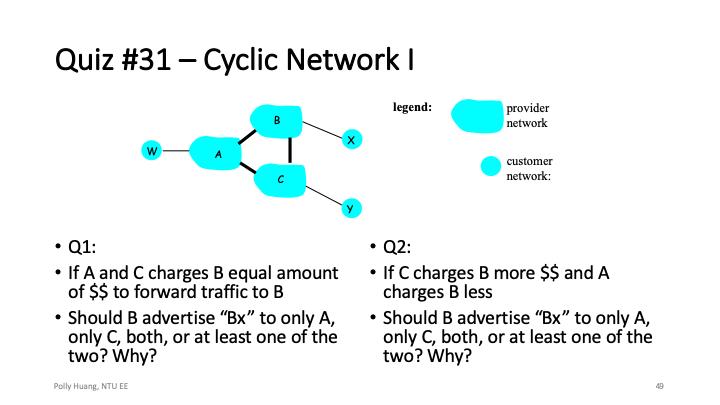 Quiz #31 – Cyclic Network I
legend:
provider
network
customer
network:
W
A
B
C
X
Y
• Q1:
• If A and C charges B equal amount
of $$ to forward traffic to B
• Should B advertise “Bx” to only A,
only C, both, or at least one of the
two? Why?
• Q2:
• If C charges B more $$ and A
charges B less
• Should B advertise “Bx” to only A,
only C, both, or at least one of the
two? Why?
Polly Huang, NTU EE
49